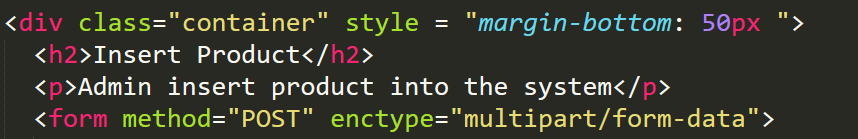 <div class="container" style = "margin-bottom: 50px ">
<h2>Insert Product</h2>
<p>Admin insert product into the system</p>
<form method="POST" enctype="multipart/form-data">